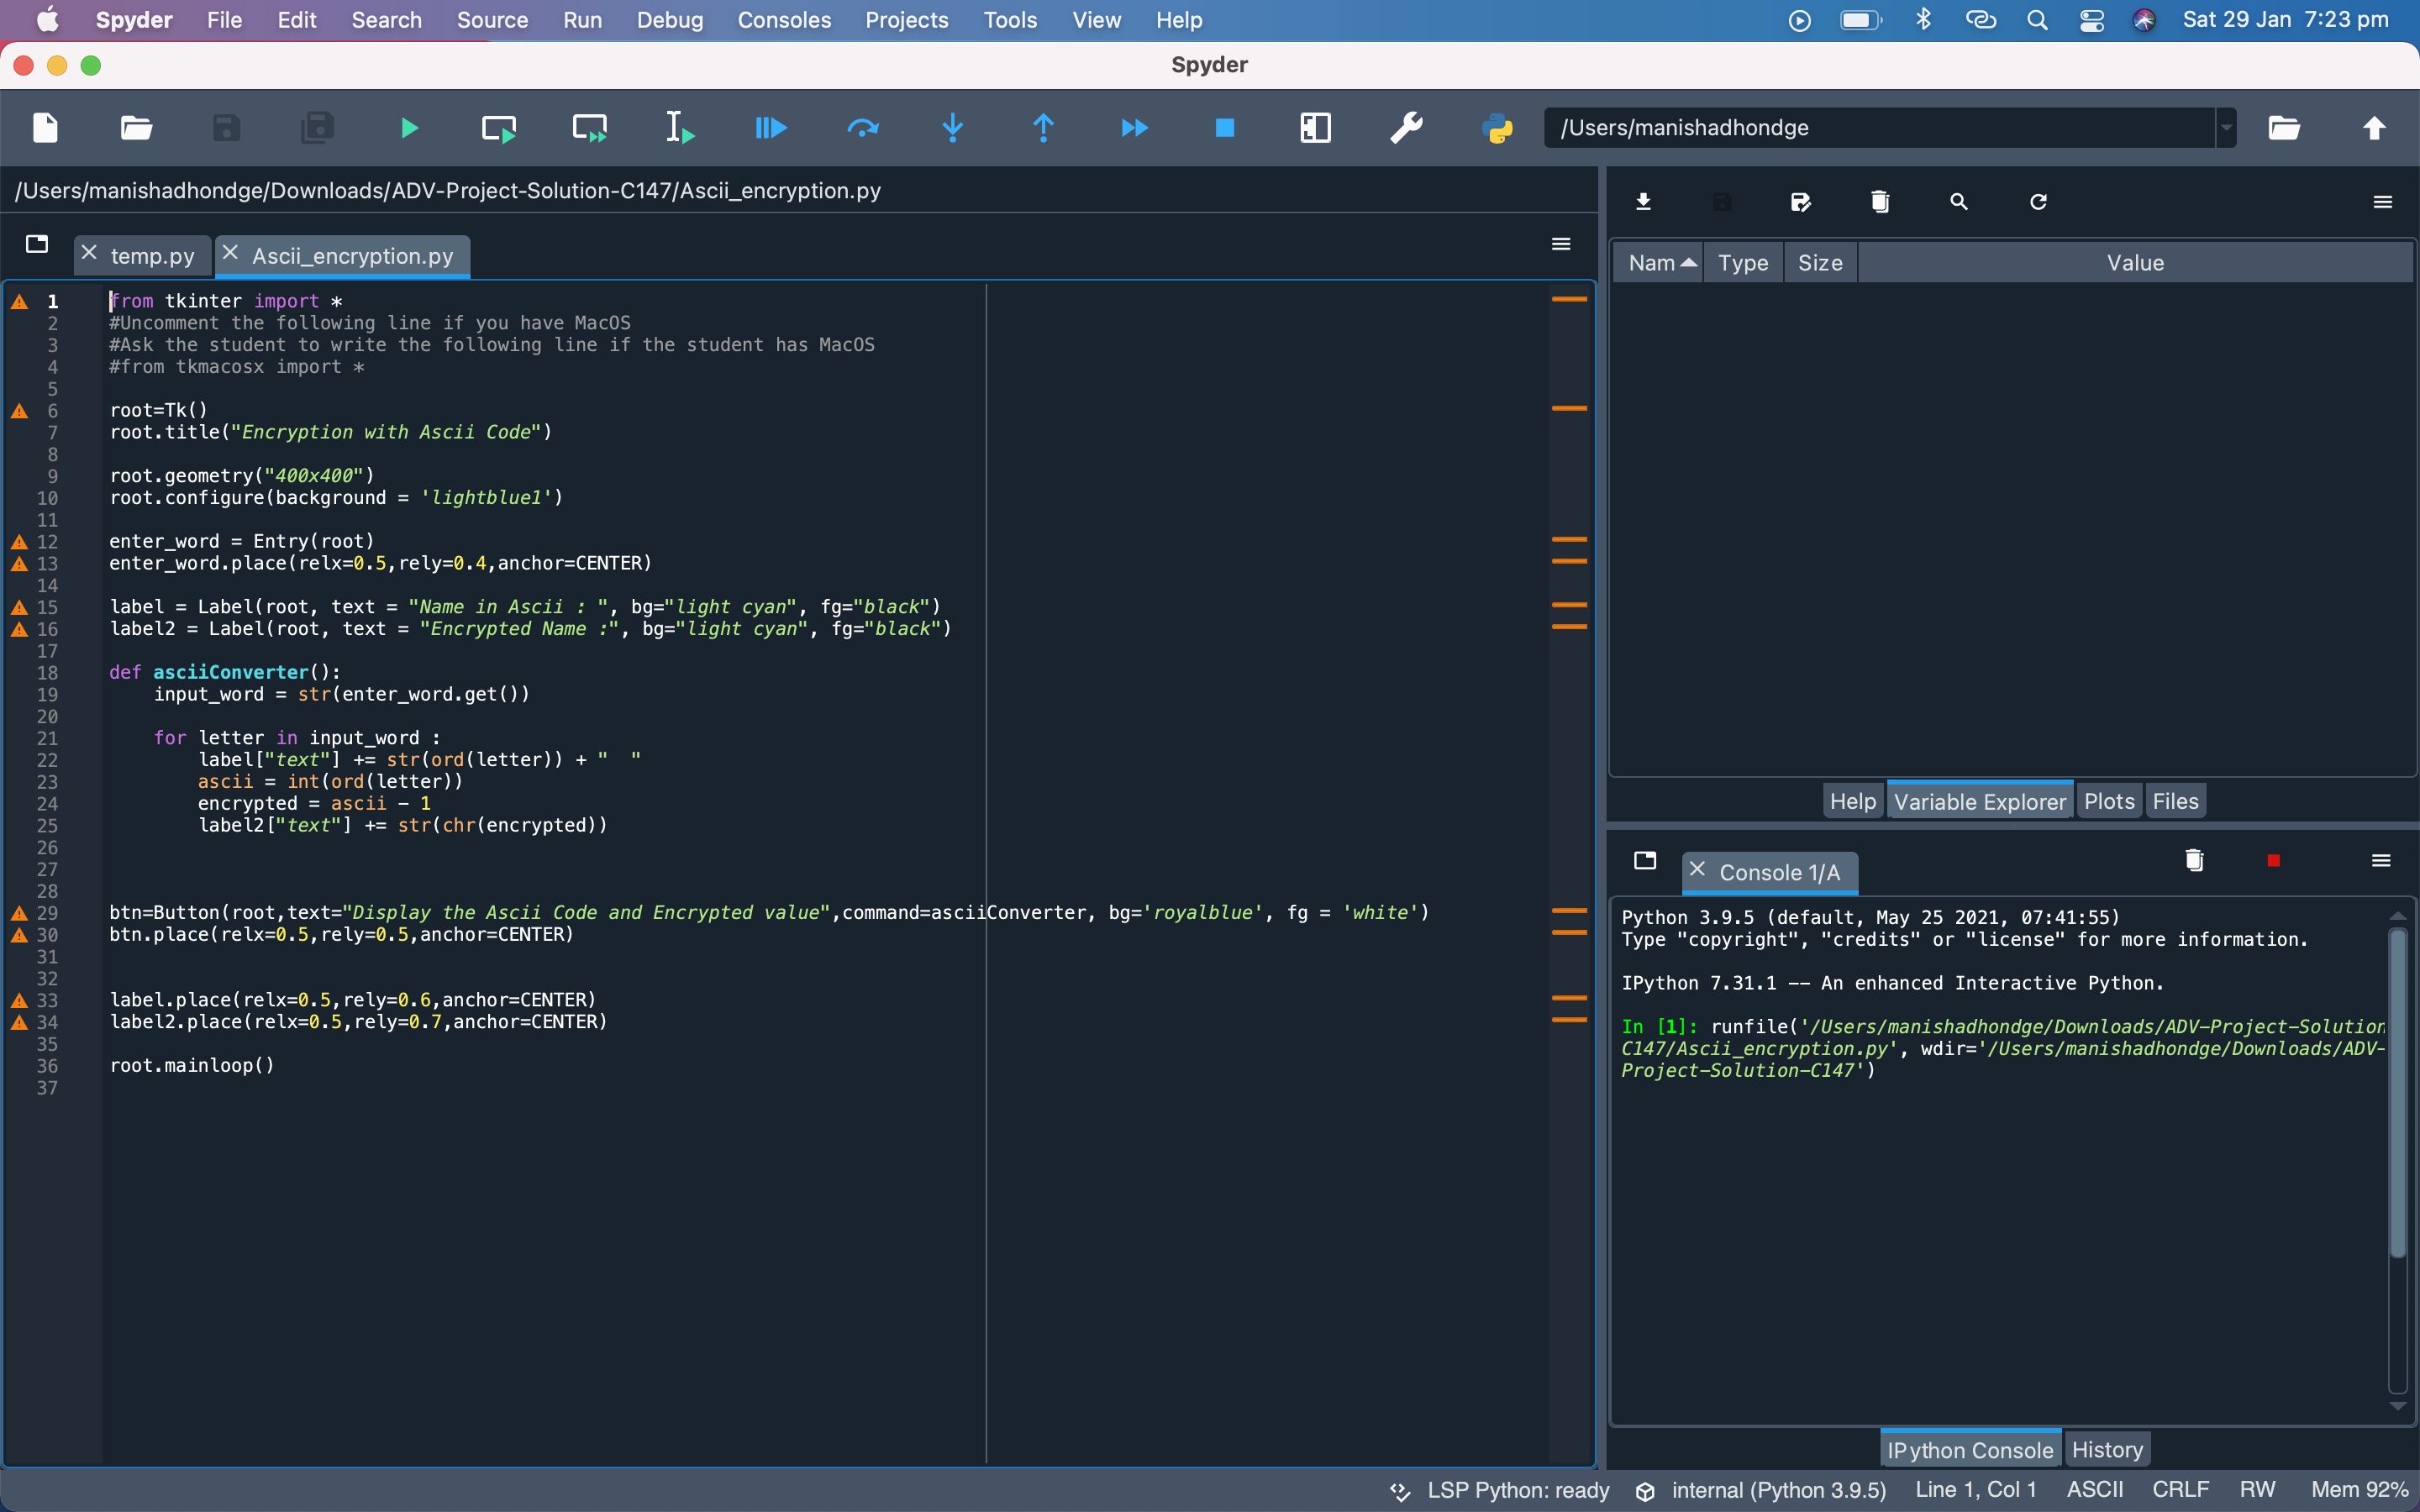 Spyder File Edit Search Source Run Debug Consoles Projects Tools View Help Sat 29 Jan 7:23 pm
Spyder
/Users/manishadhondge
/Users/manishadhondge/Downloads/ADV-Project-Solution-C147/Ascii_encryption.py
temp.py Ascii_encryption.py
1 from tkinter import *
2 #Uncomment the following line if you have MacOS
3 #Ask the student to write the following line if the student has MacOS
4 #from tkmacosx import *
5
6 root=Tk()
7 root.title("Encryption with Ascii Code")
8
9 root.geometry("400x400")
10 root.configure(background = 'lightblue1')
11
12 enter_word = Entry(root)
13 enter_word.place(relx=0.5,rely=0.4,anchor=CENTER)
14
15 label = Label(root, text = "Name in Ascii : ", bg="light cyan", fg="black")
16 label2 = Label(root, text = "Encrypted Name :", bg="light cyan", fg="black")
17
18 def asciiConverter():
19     input_word = str(enter_word.get())
20
21     for letter in input_word :
22         label["text"] += str(ord(letter)) + "  "
23         ascii = int(ord(letter))
24         encrypted = ascii - 1
25         label2["text"] += str(chr(encrypted))
26
27
28
29 btn=Button(root,text="Display the Ascii Code and Encrypted value",command=asciiConverter, bg='royalblue', fg = 'white')
30 btn.place(relx=0.5,rely=0.5,anchor=CENTER)
31
32
33 label.place(relx=0.5,rely=0.6,anchor=CENTER)
34 label2.place(relx=0.5,rely=0.7,anchor=CENTER)
35
36 root.mainloop()
37
Nam Type Size Value
Help Variable Explorer Plots Files
Console 1/A
Python 3.9.5 (default, May 25 2021, 07:41:55)
Type "copyright", "credits" or "license" for more information.
IPython 7.31.1 -- An enhanced Interactive Python.
In [1]: runfile('/Users/manishadhondge/Downloads/ADV-Project-Solution
C147/Ascii_encryption.py', wdir='/Users/manishadhondge/Downloads/ADV-
Project-Solution-C147')
IPython Console History
LSP Python: ready internal (Python 3.9.5) Line 1, Col 1 ASCII CRLF RW Mem 92%